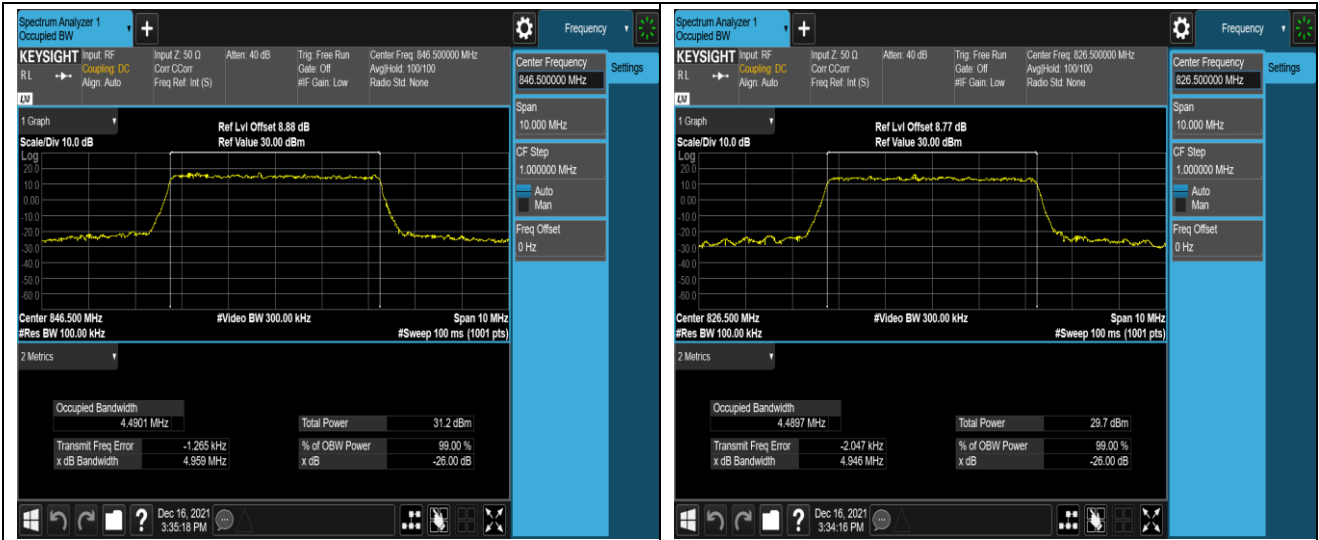 Spectrum Analyzer 1
Occupied BW
+
Frequency
KEYSIGHT
RL
LXI
Input: RF
Coupling: DC
Align: Auto
Input Z: 50 Ω
Corr CCorr
Freq Ref: Int (S)
Atten: 40 dB
Trig: Free Run
Gate: Off
#IF Gain: Low
Center Freq: 846.500000 MHz
Avg|Hold: 100/100
Radio Std: None
Center Frequency
846.500000 MHz
Settings
Span
10.000 MHz
CF Step
1.000000 MHz
Auto
Man
Freq Offset
0 Hz
1 Graph
Scale/Div 10.0 dB
Ref Lvl Offset 8.88 dB
Ref Value 30.00 dBm
Log
20.0
10.0
0.00
-10.0
-20.0
-30.0
-40.0
-50.0
-60.0
Center 846.500 MHz
#Video BW 300.00 kHz
Span 10 MHz
#Res BW 100.00 kHz
#Sweep 100 ms (1001 pts)
2 Metrics
Occupied Bandwidth
4.4901 MHz
Total Power 31.2 dBm
Transmit Freq Error -1.265 kHz
% of OBW Power 99.00 %
x dB Bandwidth 4.959 MHz
x dB -26.00 dB
?
Dec 16, 2021
3:35:18 PM
Spectrum Analyzer 1
Occupied BW
+
Frequency
KEYSIGHT
RL
LXI
Input: RF
Coupling: DC
Align: Auto
Input Z: 50 Ω
Corr CCorr
Freq Ref: Int (S)
Atten: 40 dB
Trig: Free Run
Gate: Off
#IF Gain: Low
Center Freq: 826.500000 MHz
Avg|Hold: 100/100
Radio Std: None
Center Frequency
826.500000 MHz
Settings
Span
10.000 MHz
CF Step
1.000000 MHz
Auto
Man
Freq Offset
0 Hz
1 Graph
Scale/Div 10.0 dB
Ref Lvl Offset 8.77 dB
Ref Value 30.00 dBm
Log
20.0
10.0
0.00
-10.0
-20.0
-30.0
-40.0
-50.0
-60.0
Center 826.500 MHz
#Video BW 300.00 kHz
Span 10 MHz
#Res BW 100.00 kHz
#Sweep 100 ms (1001 pts)
2 Metrics
Occupied Bandwidth
4.4897 MHz
Total Power 29.7 dBm
Transmit Freq Error -2.047 kHz
% of OBW Power 99.00 %
x dB Bandwidth 4.946 MHz
x dB -26.00 dB
?
Dec 16, 2021
3:34:16 PM